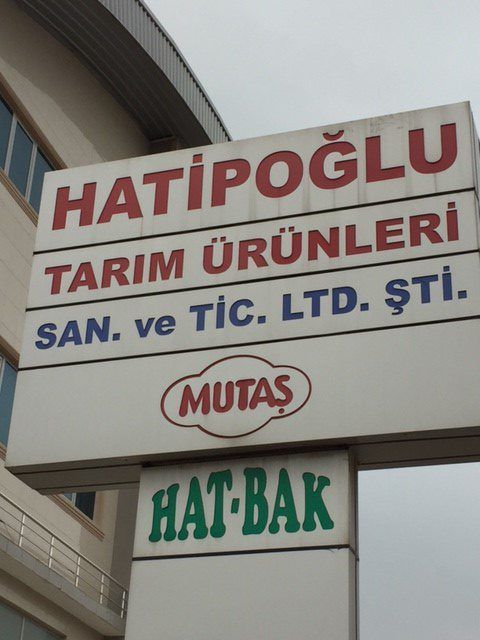 HATİPOĞLU
TARIM ÜRÜNLERİ
SAN. ve TİC. LTD. ŞTİ.
MUTAŞ
HAT-BAK